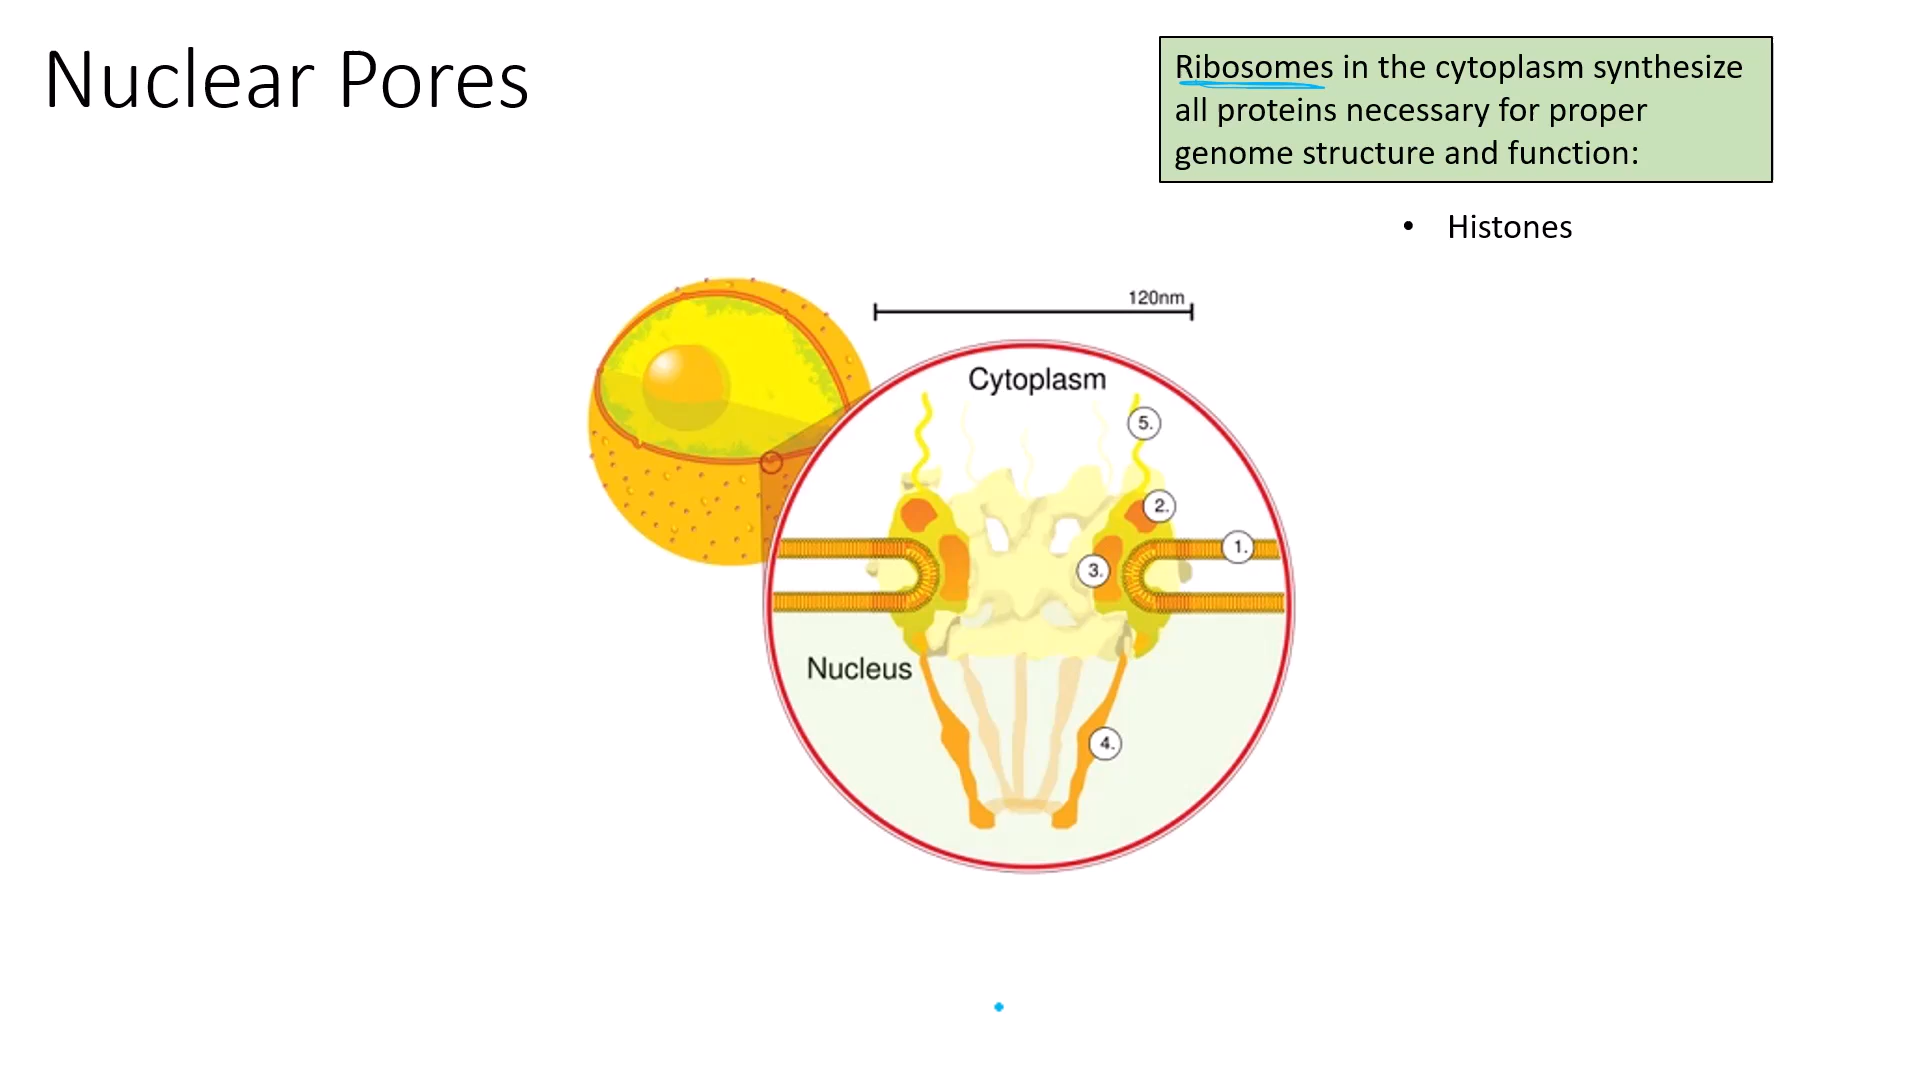 Nuclear Pores
Ribosomes in the cytoplasm synthesize
all proteins necessary for proper
genome structure and function:
• Histones
120nm
Cytoplasm
5.
2.
1.
3.
Nucleus
4.